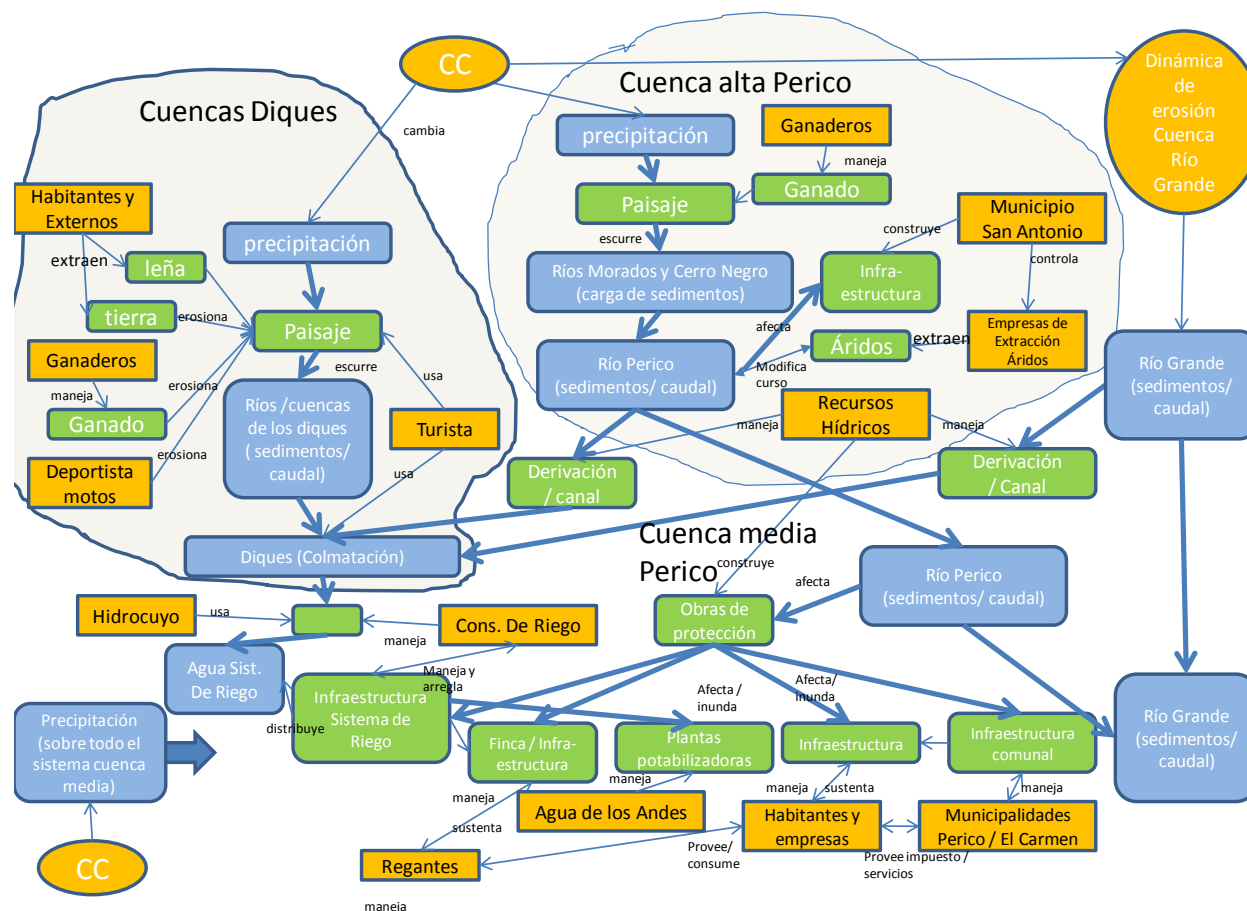 CC
Dinámica
de
erosión
Cuenca
Río
Grande
Cuencas Diques
Cuenca alta Perico
cambia
precipitación
Ganaderos
maneja
Ganado
Paisaje
escurre
Habitantes y
Externos
extraen
leña
tierra
erosiona
precipitación
Paisaje
escurre
usa
Ganaderos
maneja
Ganado
erosiona
erosiona
Deportista
motos
Ríos /cuencas
de los diques
( sedimentos/
caudal)
Turista
usa
Ríos Morados y Cerro Negro
(carga de sedimentos)
construye
Municipio
San Antonio
controla
Infra-
estructura
afecta
Río Perico
(sedimentos/ caudal)
Modifica
curso
Áridos
extraen
Empresas de
Extracción
Áridos
Río Grande
(sedimentos/
caudal)
maneja
Recursos
Hídricos
maneja
Derivación
/ canal
Derivación
/ Canal
Diques (Colmatación)
Cuenca media
Perico
construye
afecta
Río Perico
(sedimentos/ caudal)
Obras de
protección
Hidrocuyo
usa
maneja
Cons. De Riego
Agua Sist.
De Riego
distribuye
Maneja y
arregla
Infraestructura
Sistema de
Riego
Afecta /
inunda
Afecta/
inunda
Precipitación
(sobre todo el
sistema cuenca
media)
Finca / Infra-
estructura
Plantas
potabilizadoras
Infraestructura
Infraestructura
comunal
Río Grande
(sedimentos/
caudal)
maneja
maneja
sustenta
maneja
maneja
sustenta
Agua de los Andes
Habitantes y
empresas
Municipalidades
Perico / El Carmen
CC
Regantes
Provee/
consume
Provee impuesto /
servicios
maneja